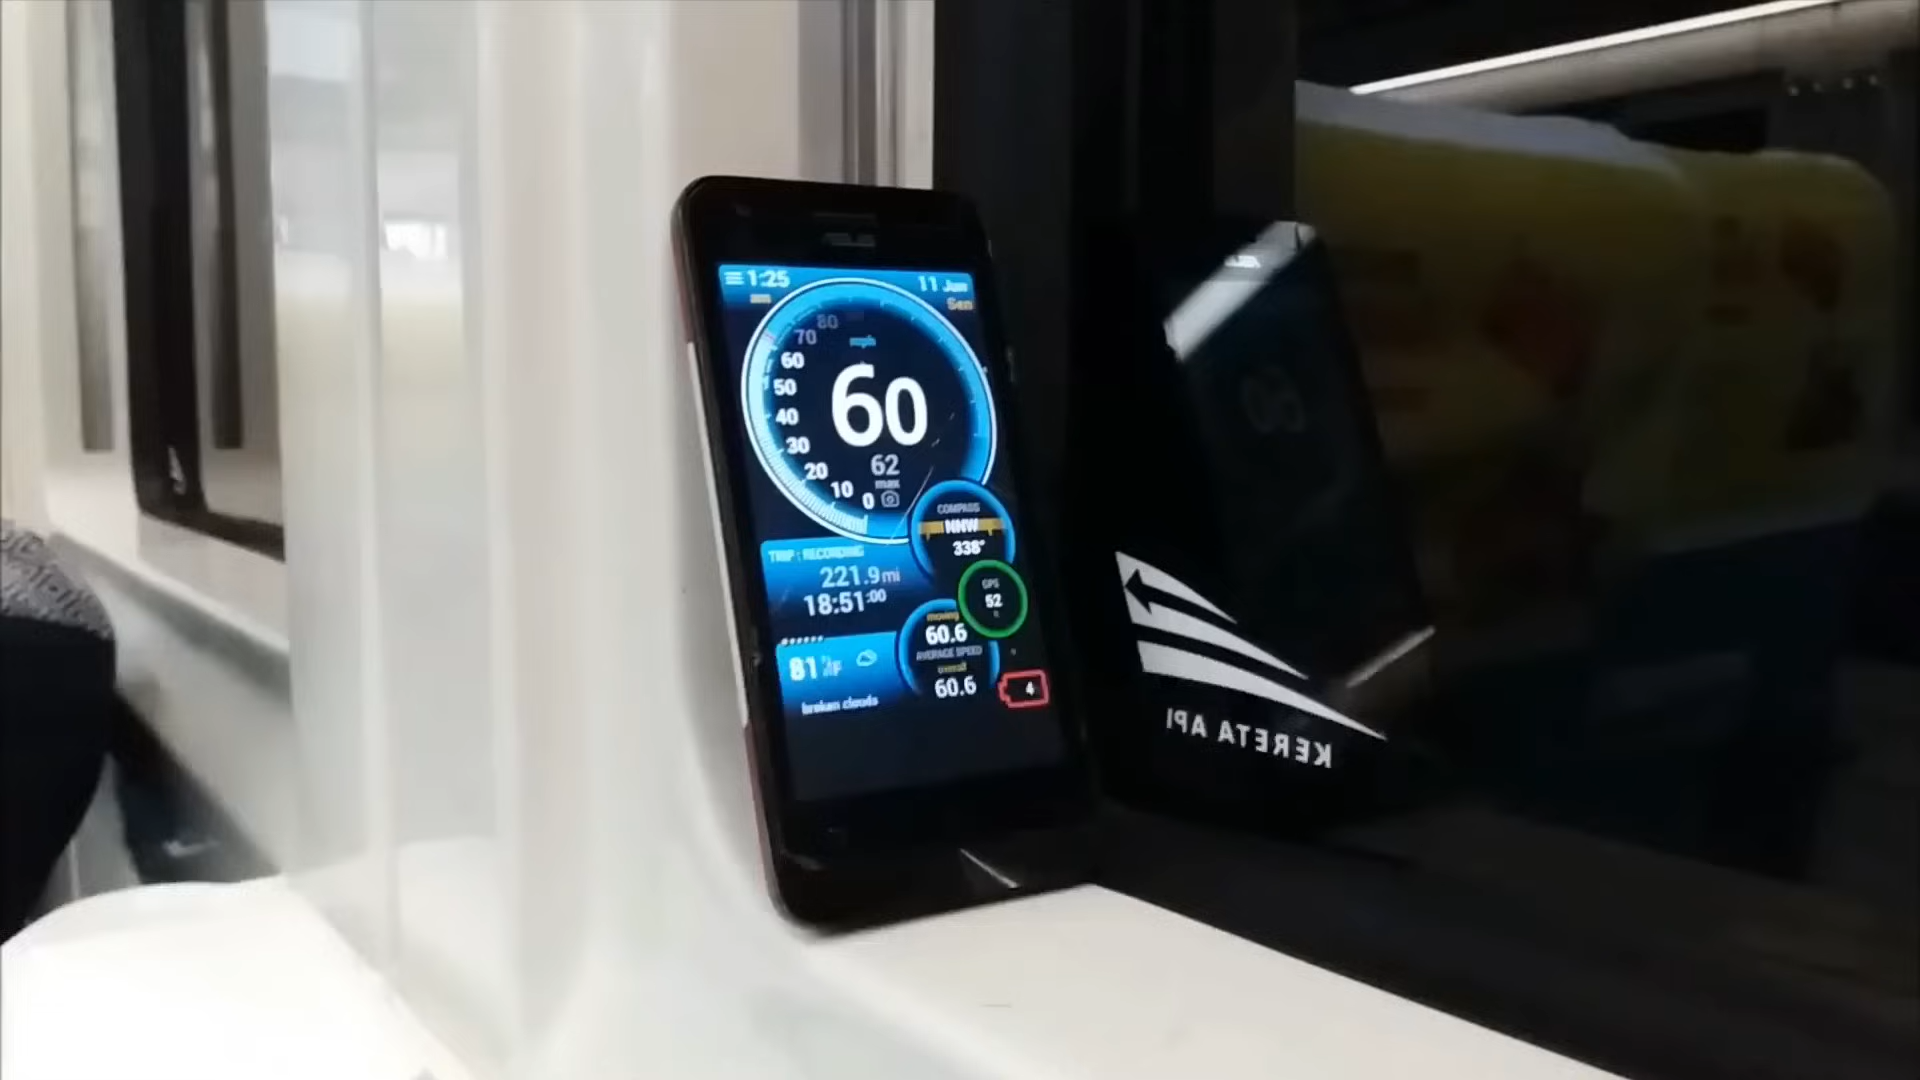 ASUS
1:25
am
11 Jun
Sen
80
70
60
50
40
30
20
10
0
mph
60
62
max
COMPASS
NNW
338°
TRIP : RECORDING
221.9 mi
18:51:00
GPS
52
moving
60.6
AVERAGE SPEED
overall
60.6
81
°F
broken clouds
4
KERETA API